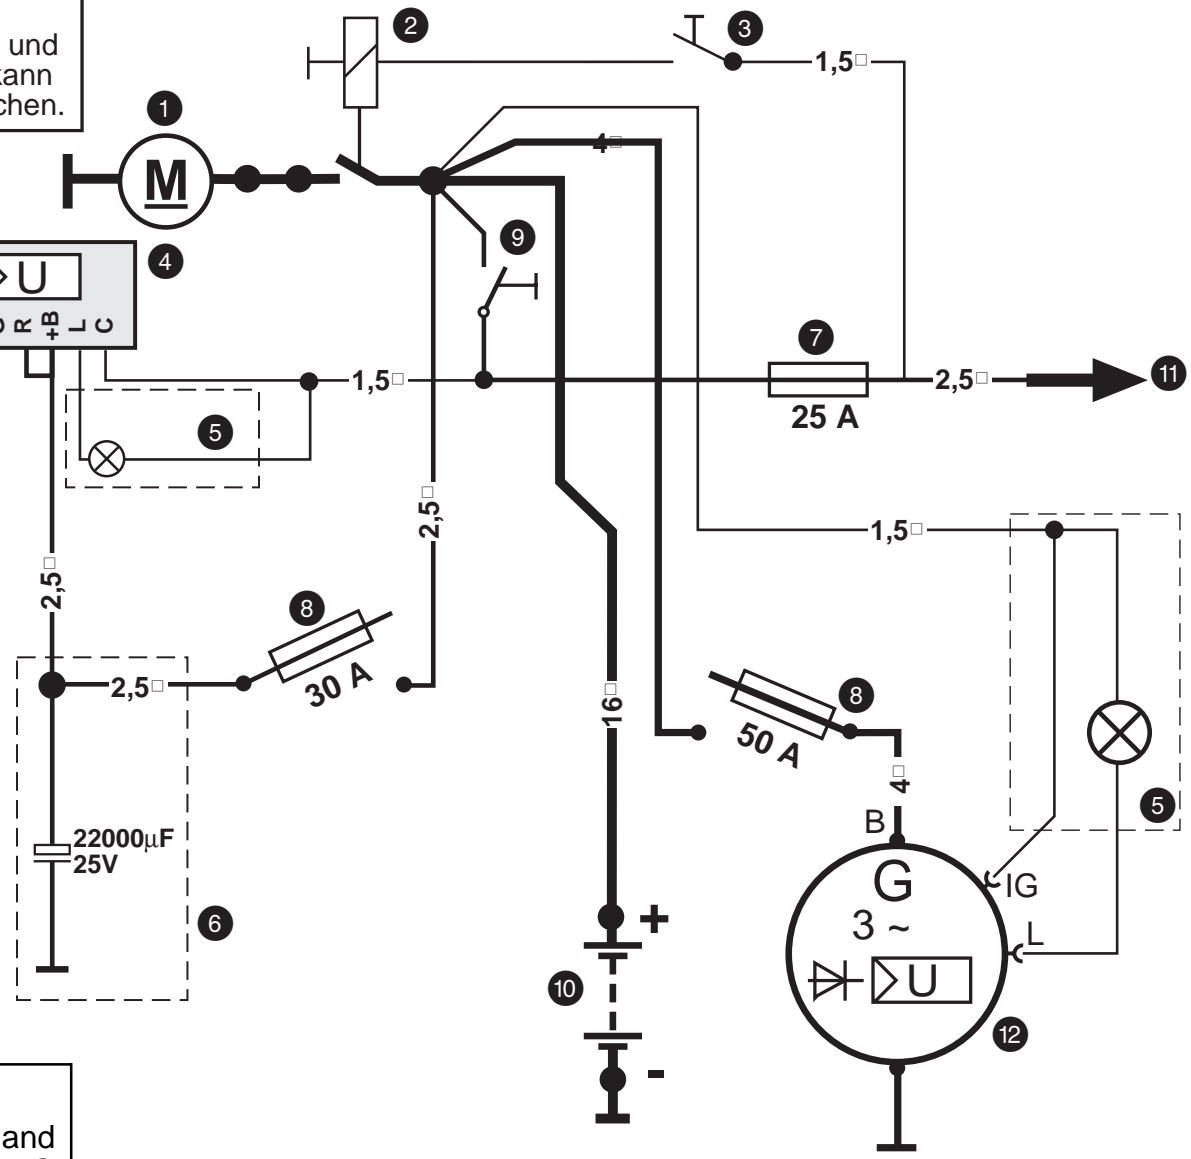 und
kann
chen.
1
2
3
1,5□
4□
M
9
4
U
R
+B
L
C
7
25 A
1,5□
2,5□
11
5
2,5□
1,5□
2,5□
8
2,5□
30 A
16□
8
50 A
4□
5
B
22000µF
25V
G
3 ~
IG
L
U
6
+
10
-
12
and